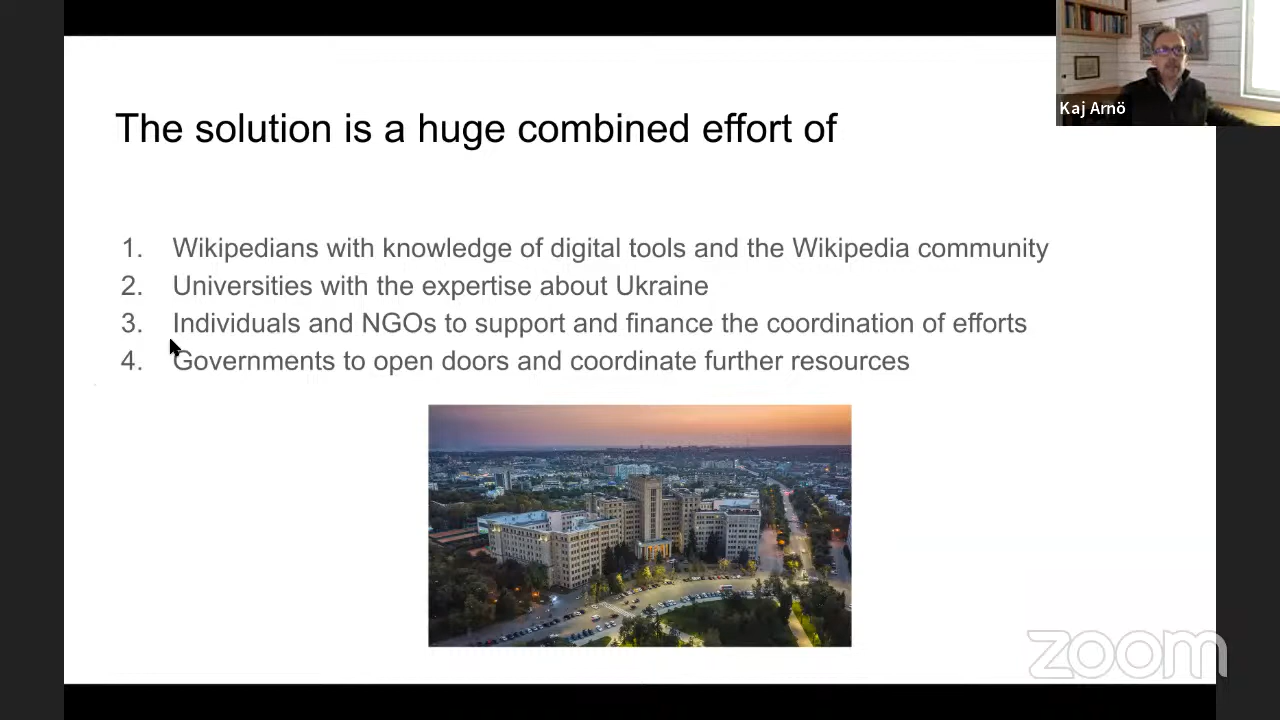 Kaj Arnö
The solution is a huge combined effort of
1. Wikipedians with knowledge of digital tools and the Wikipedia community
2. Universities with the expertise about Ukraine
3. Individuals and NGOs to support and finance the coordination of efforts
4. Governments to open doors and coordinate further resources
zoom